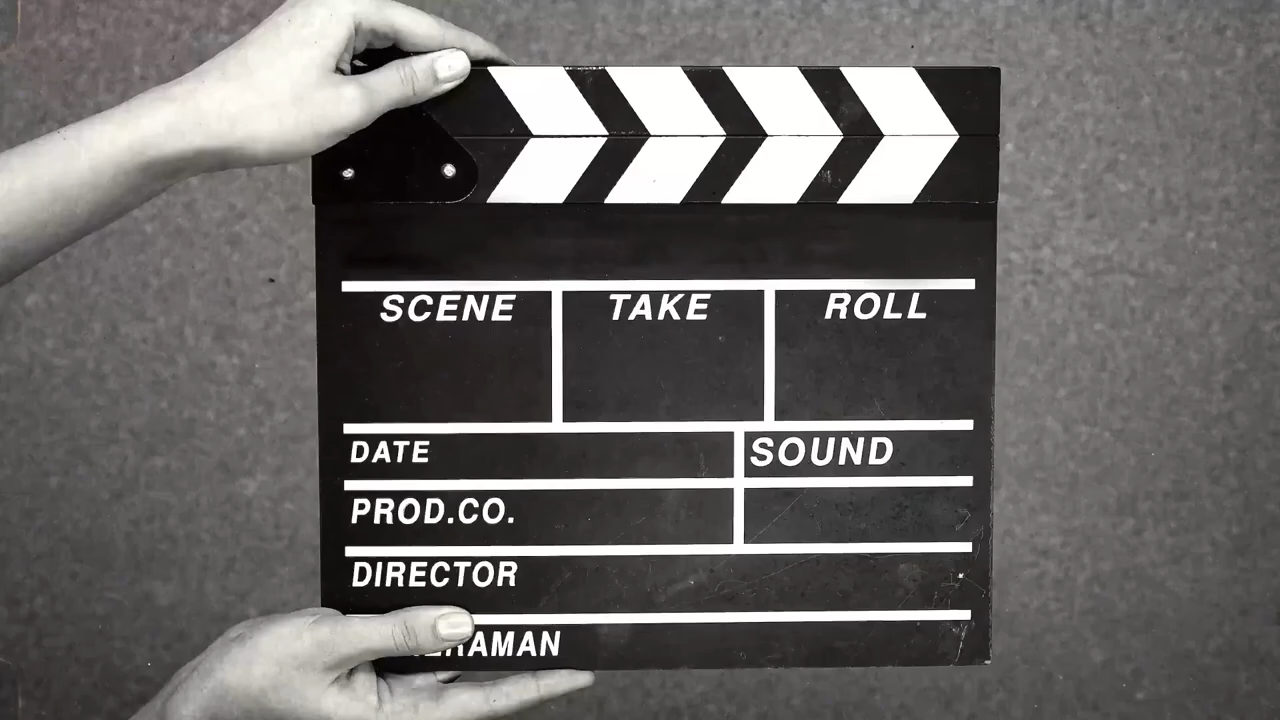 SCENE TAKE ROLL
DATE SOUND
PROD.CO.
DIRECTOR